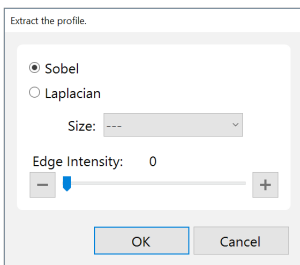 Extract the profile.
Sobel
Laplacian
Size: ---
Edge Intensity: 0
− +
OK Cancel